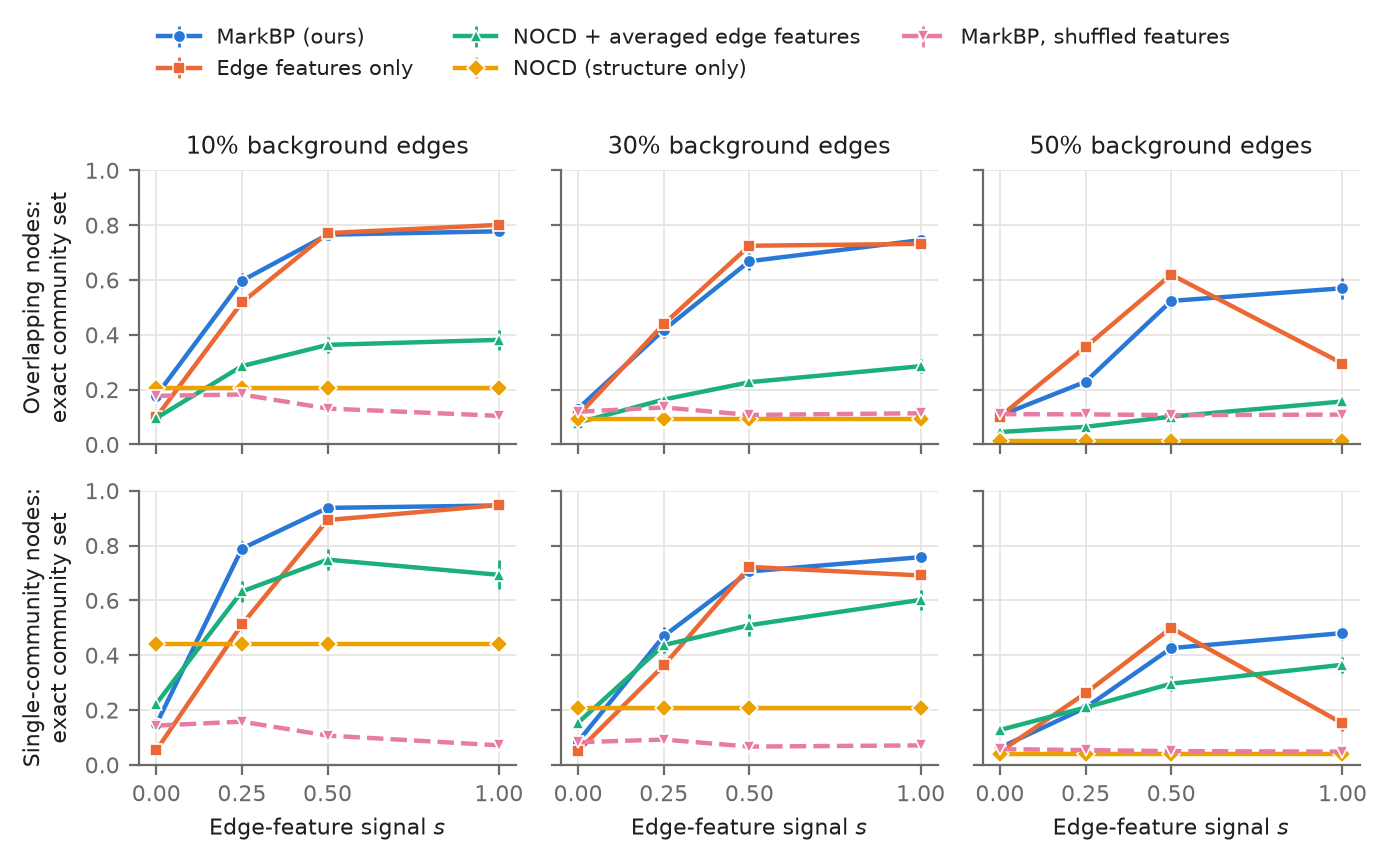 MarkBP (ours)
NOCD + averaged edge features
MarkBP, shuffled features
Edge features only
NOCD (structure only)
10% background edges
30% background edges
50% background edges
Overlapping nodes:
exact community set
1.0
0.8
0.6
0.4
0.2
0.0
Single-community nodes:
exact community set
1.0
0.8
0.6
0.4
0.2
0.0
0.00 0.25 0.50 1.00
0.00 0.25 0.50 1.00
0.00 0.25 0.50 1.00
Edge-feature signal s
Edge-feature signal s
Edge-feature signal s